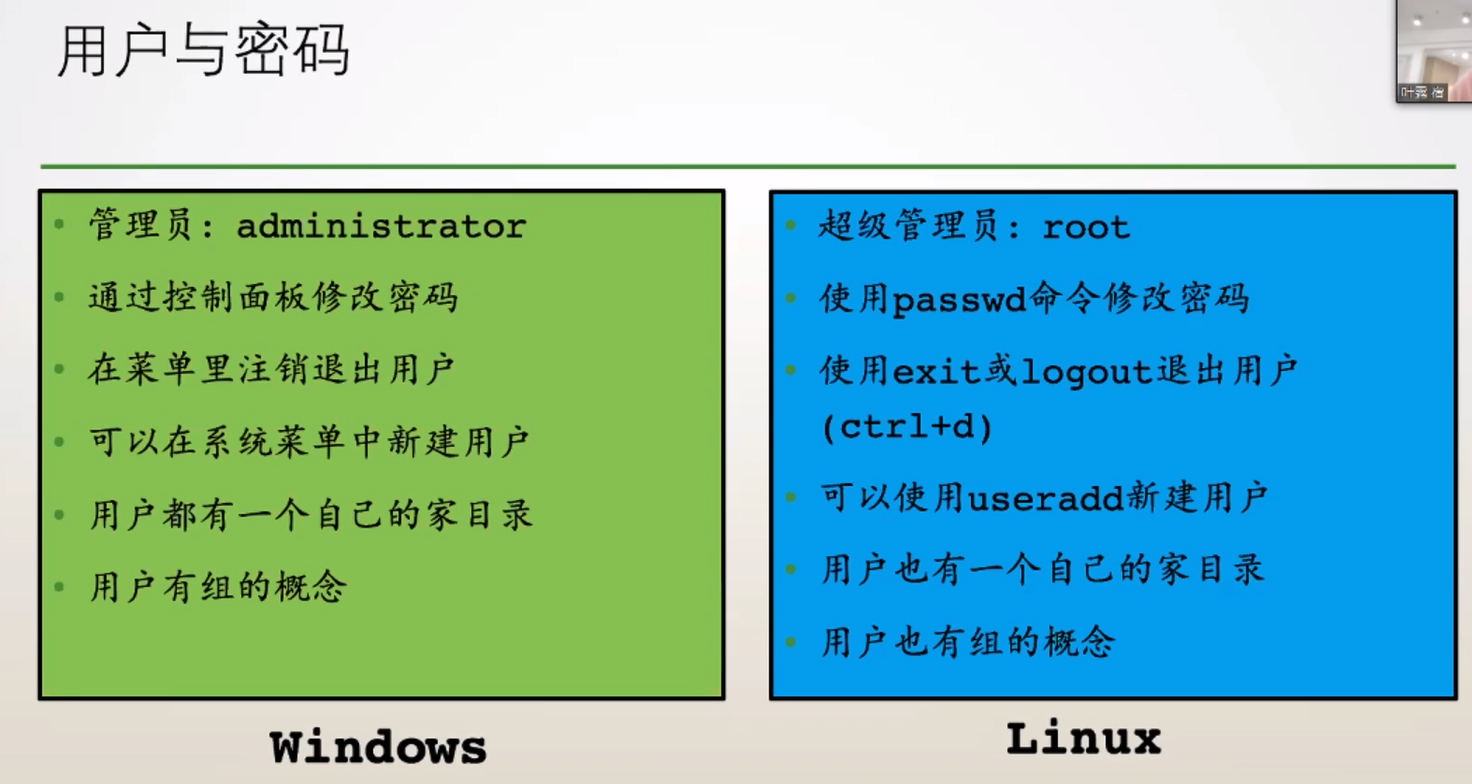 用户与密码
管理员：administrator
通过控制面板修改密码
在菜单里注销退出用户
可以在系统菜单中新建用户
用户都有一个自己的家目录
用户有组的概念
Windows
超级管理员：root
使用passwd命令修改密码
使用exit或logout退出用户
(ctrl+d)
可以使用useradd新建用户
用户也有一个自己的家目录
用户也有组的概念
Linux